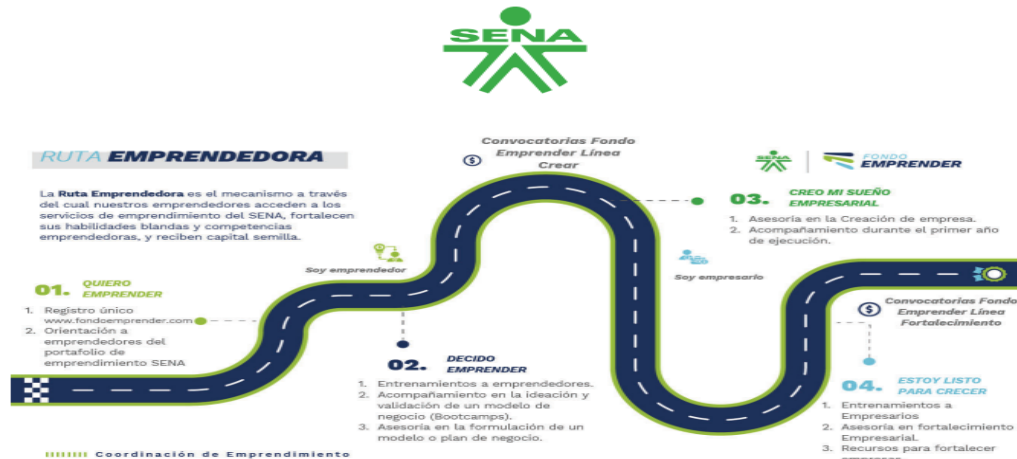 SENA
RUTA EMPRENDEDORA
La Ruta Emprendedora es el mecanismo a través
del cual nuestros emprendedores acceden a los
servicios de emprendimiento del SENA, fortalecen
sus habilidades blandas y competencias
emprendedoras, y reciben capital semilla.
01. QUIERO
EMPRENDER
1. Registro único
www.fondoemprender.com
2. Orientación a
emprendedores del
portafolio de
emprendimiento SENA
Soy emprendedor
02. DECIDO
EMPRENDER
1. Entrenamientos a emprendedores.
2. Acompañamiento en la ideación y
validación de un modelo de
negocio (Bootcamps).
3. Asesoría en la formulación de un
modelo o plan de negocio.
$
Convocatorias Fondo
Emprender Línea
Crear
SENA
FONDO
EMPRENDER
03. CREO MI SUEÑO
EMPRESARIAL
1. Asesoría en la Creación de empresa.
2. Acompañamiento durante el primer año
de ejecución.
Soy empresario
$
Convocatorias Fondo
Emprender Línea
Fortalecimiento
04. ESTOY LISTO
PARA CRECER
1. Entrenamientos a
Empresarios
2. Asesoría en fortalecimiento
Empresarial.
3. Recursos para fortalecer
Coordinación de Emprendimiento